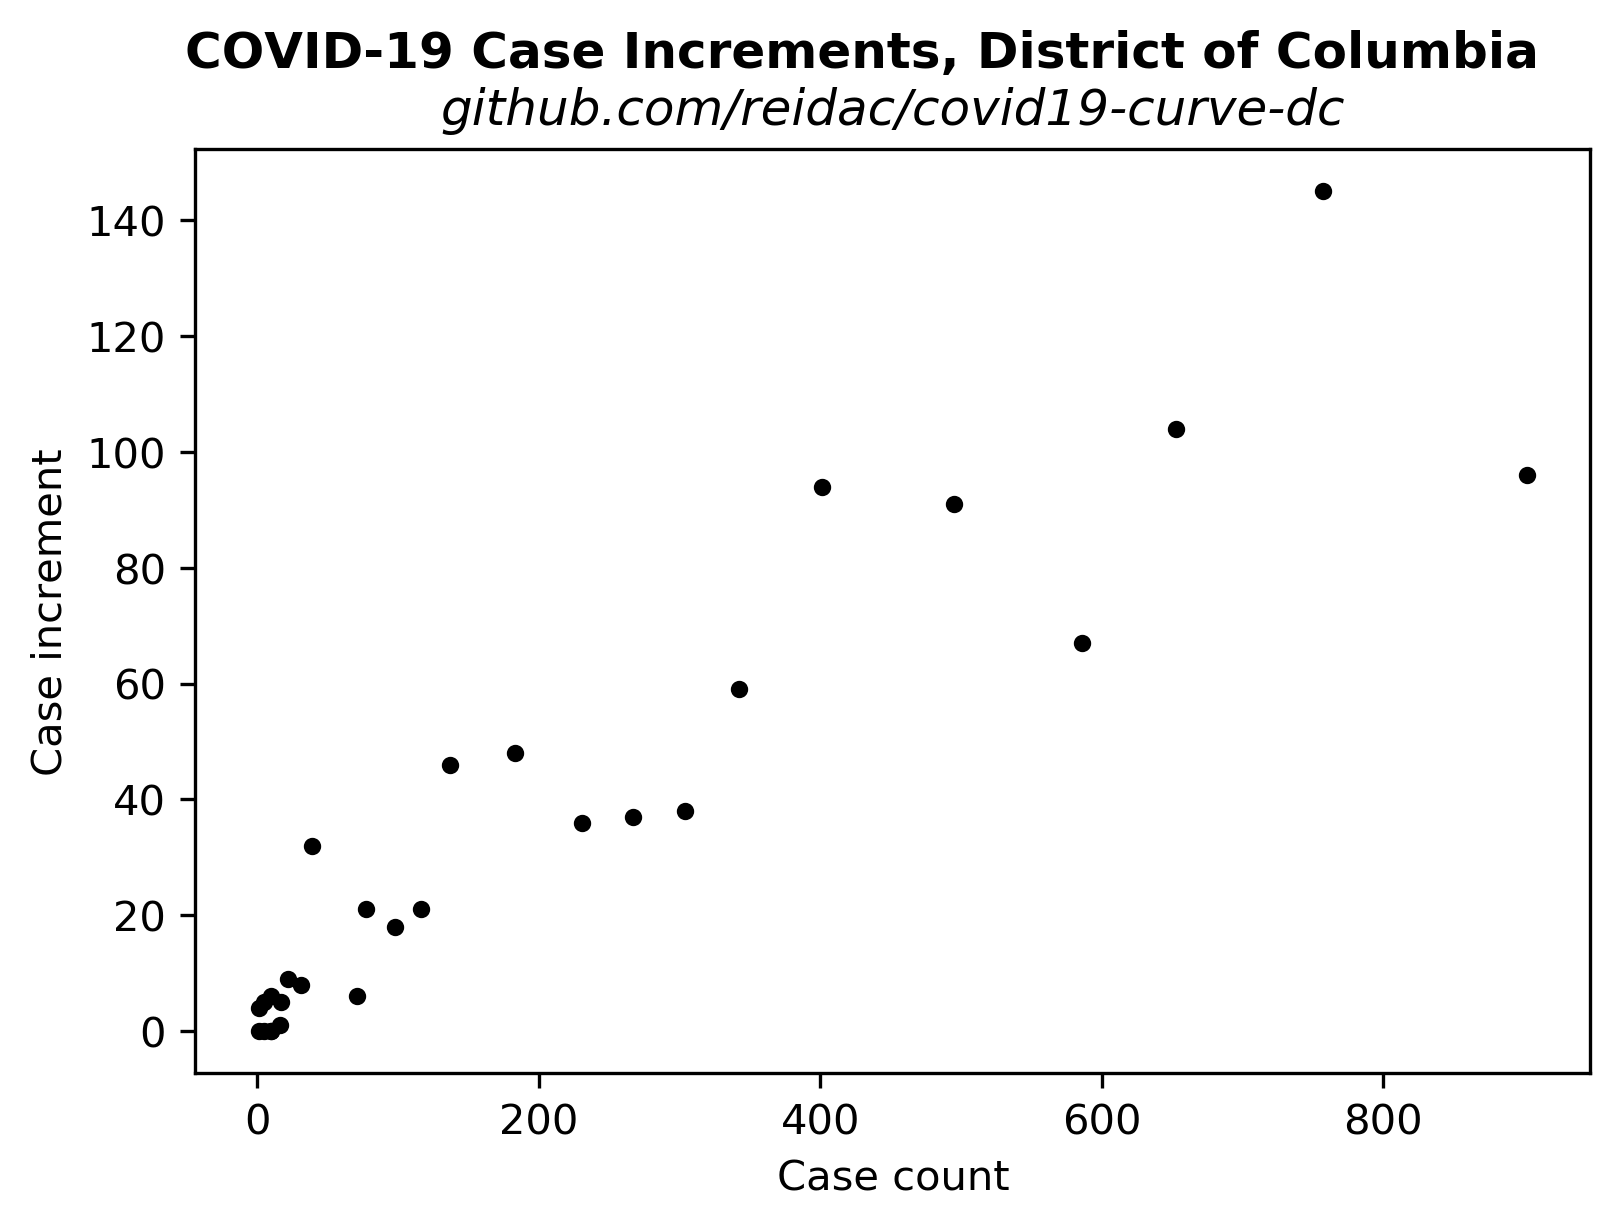 COVID-19 Case Increments, District of Columbia
github.com/reidac/covid19-curve-dc
140
120
100
80
60
40
20
0
Case increment
0 200 400 600 800
Case count